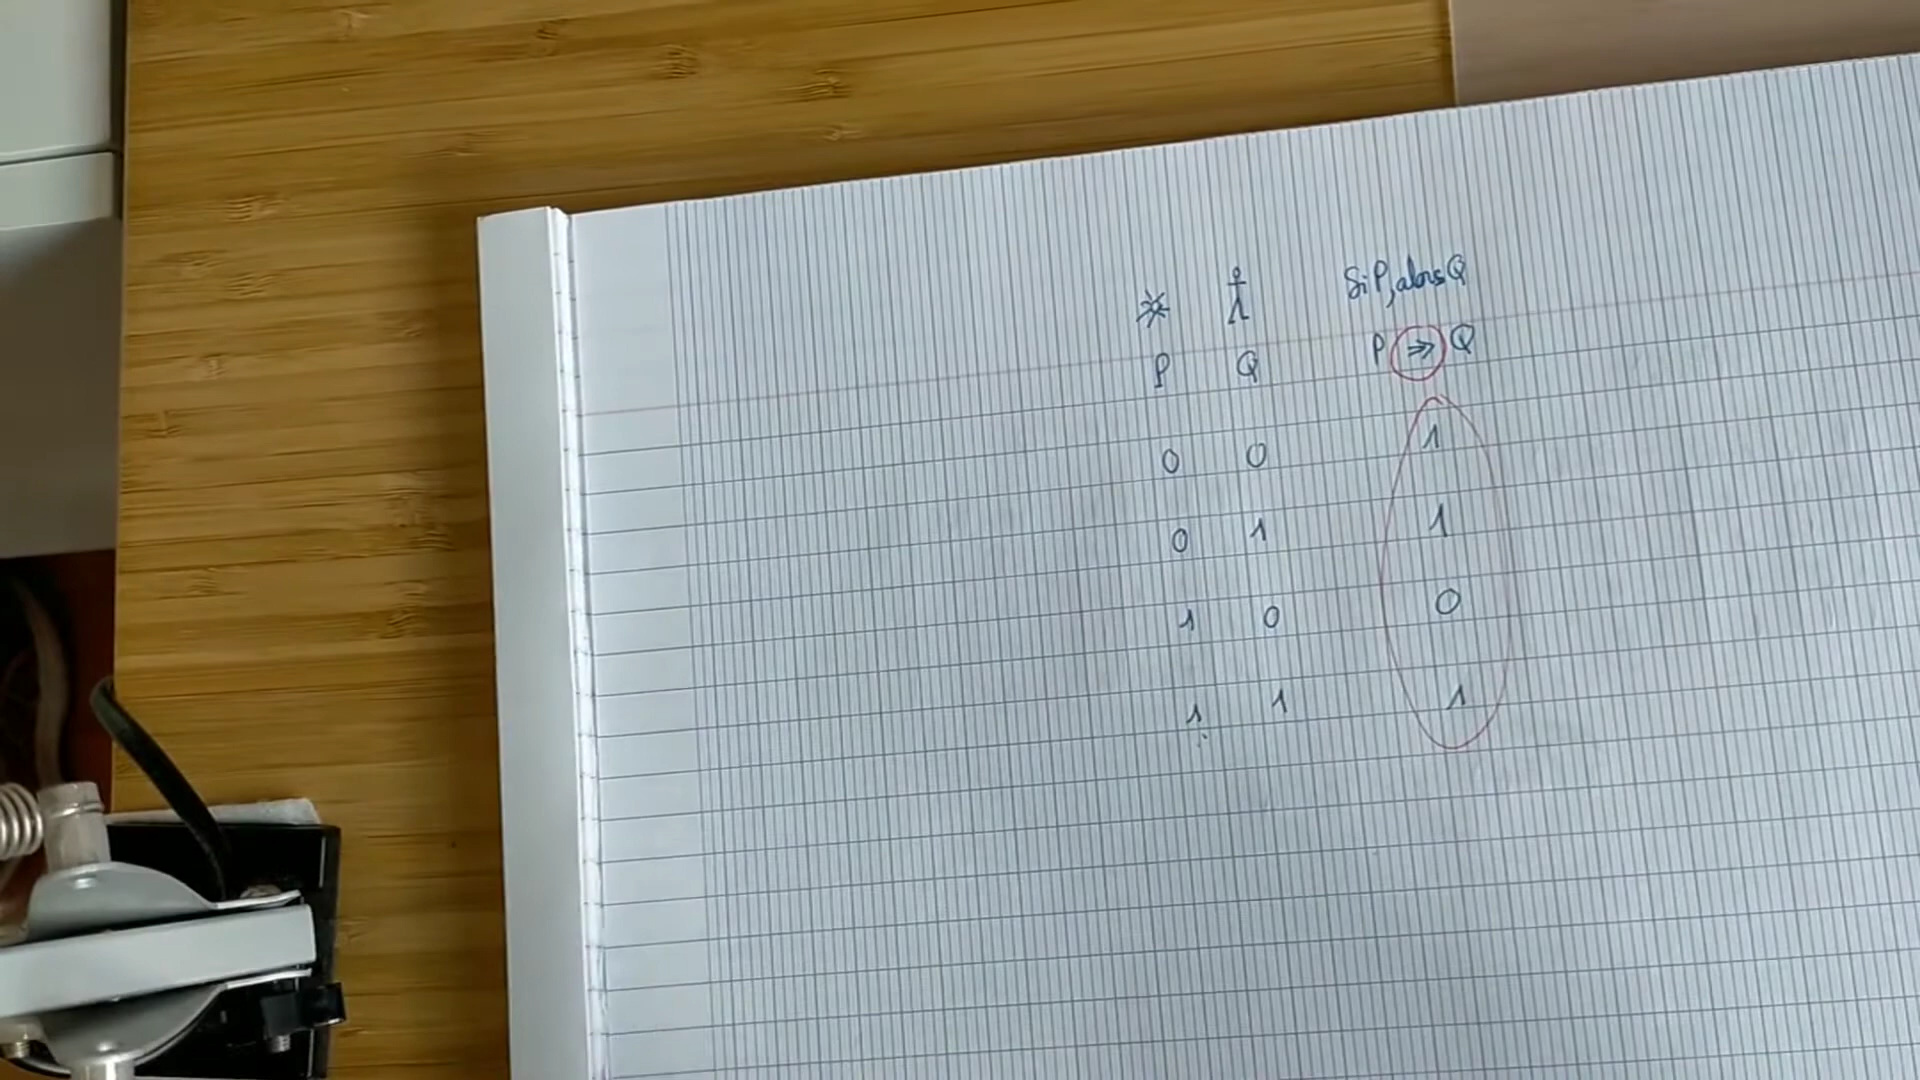 Si P, alors Q
P Q P ⇒ Q
0 0 1
0 1 1
1 0 0
1 1 1